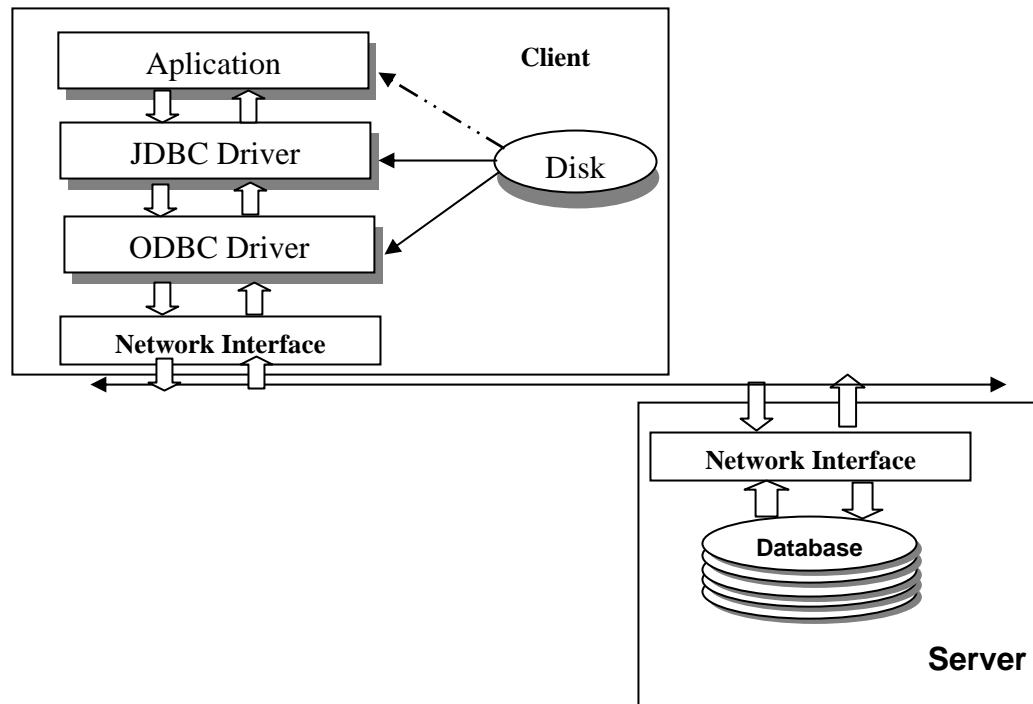 Client
Aplication
JDBC Driver
Disk
ODBC Driver
Network Interface
Network Interface
Database
Server